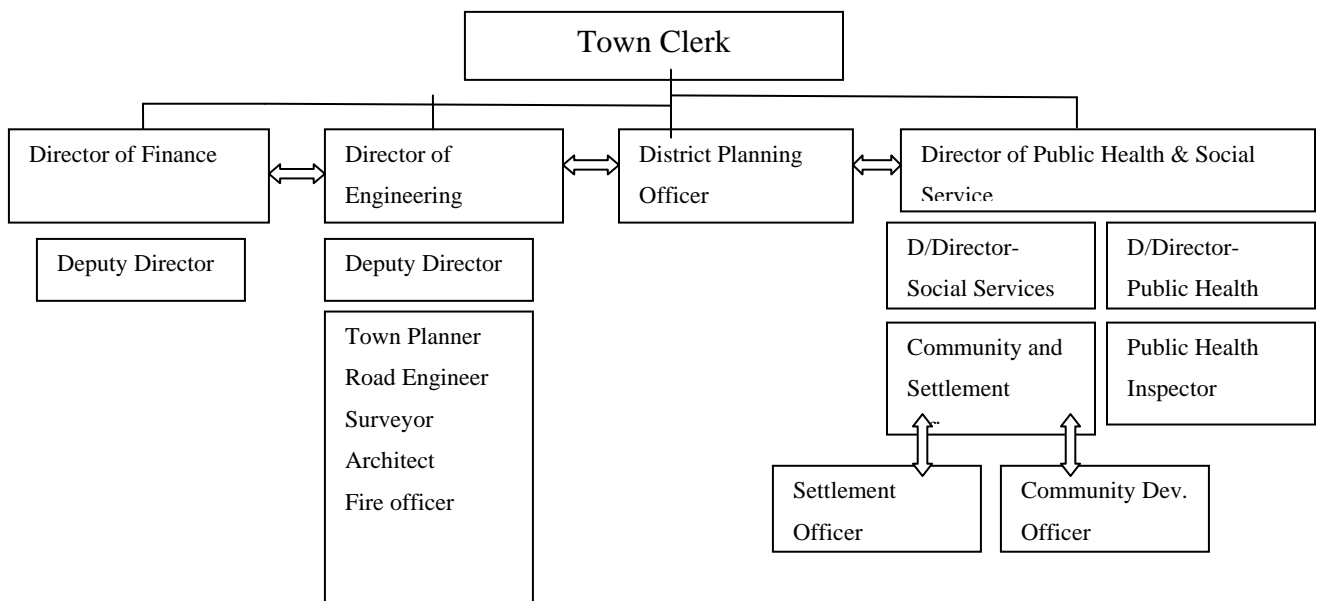 Town Clerk
Director of Finance
Director of
Engineering
District Planning
Officer
Director of Public Health & Social
Service
Deputy Director
Deputy Director
D/Director-
Social Services
D/Director-
Public Health
Town Planner
Road Engineer
Surveyor
Architect
Fire officer
Community and
Settlement
Public Health
Inspector
Settlement
Officer
Community Dev.
Officer